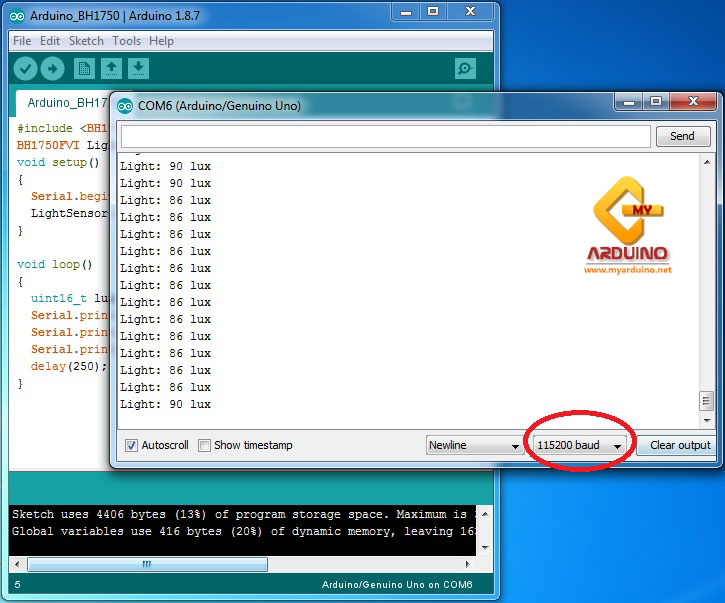 Arduino_BH1750 | Arduino 1.8.7
File Edit Sketch Tools Help
Arduino_BH17
#include <BH1
BH1750FVI Ligh
void setup()
{
Serial.begin
LightSensor
}
void loop()
{
uint16_t lu
Serial.prin
Serial.prin
Serial.prin
delay(250);
}
COM6 (Arduino/Genuino Uno)
Send
Light: 90 lux
Light: 90 lux
Light: 86 lux
Light: 86 lux
Light: 86 lux
Light: 86 lux
Light: 86 lux
Light: 86 lux
Light: 86 lux
Light: 86 lux
Light: 86 lux
Light: 86 lux
Light: 86 lux
Light: 86 lux
Light: 90 lux
MY
ARDUINO
www.myarduino.net
Autoscroll Show timestamp Newline 115200 baud Clear output
Sketch uses 4406 bytes (13%) of program storage space. Maximum is
Global variables use 416 bytes (20%) of dynamic memory, leaving 16
5 Arduino/Genuino Uno on COM6